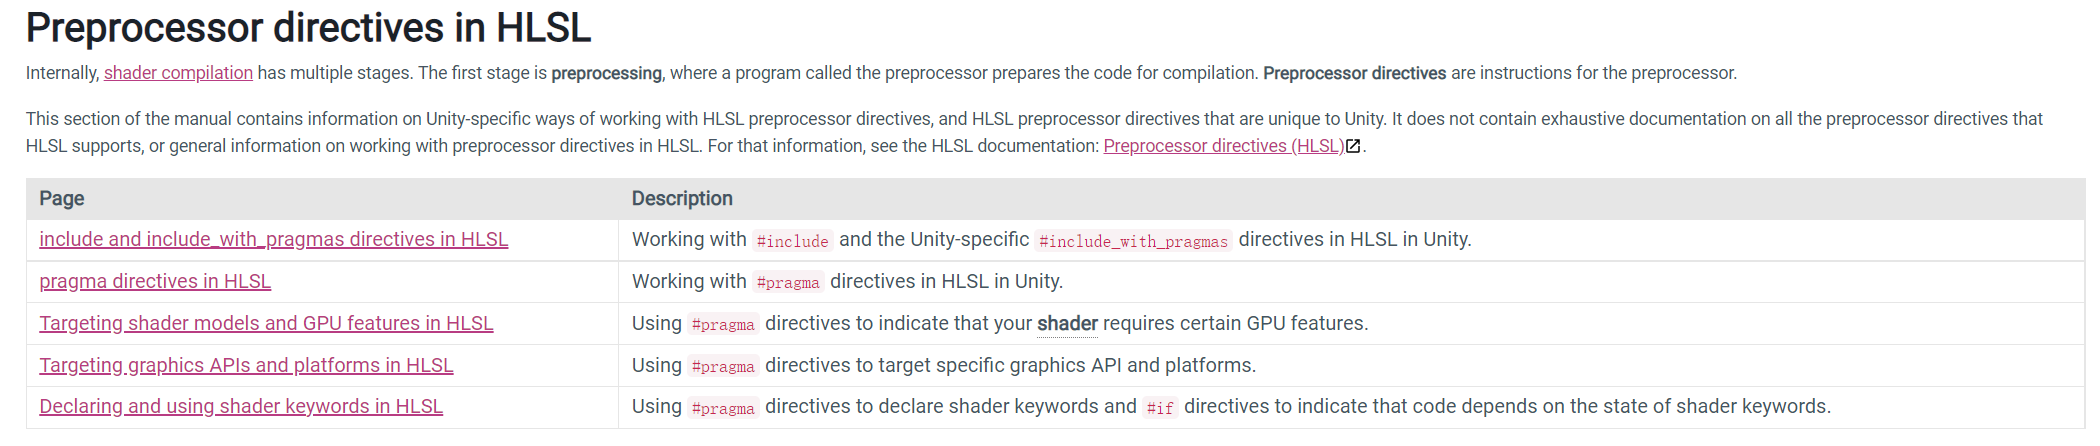 Preprocessor directives in HLSL
Internally, shader compilation has multiple stages. The first stage is preprocessing, where a program called the preprocessor prepares the code for compilation. Preprocessor directives are instructions for the preprocessor.
This section of the manual contains information on Unity-specific ways of working with HLSL preprocessor directives, and HLSL preprocessor directives that are unique to Unity. It does not contain exhaustive documentation on all the preprocessor directives that
HLSL supports, or general information on working with preprocessor directives in HLSL. For that information, see the HLSL documentation: Preprocessor directives (HLSL).
Page Description
include and include_with_pragmas directives in HLSL Working with #include and the Unity-specific #include_with_pragmas directives in HLSL in Unity.
pragma directives in HLSL Working with #pragma directives in HLSL in Unity.
Targeting shader models and GPU features in HLSL Using #pragma directives to indicate that your shader requires certain GPU features.
Targeting graphics APIs and platforms in HLSL Using #pragma directives to target specific graphics API and platforms.
Declaring and using shader keywords in HLSL Using #pragma directives to declare shader keywords and #if directives to indicate that code depends on the state of shader keywords.